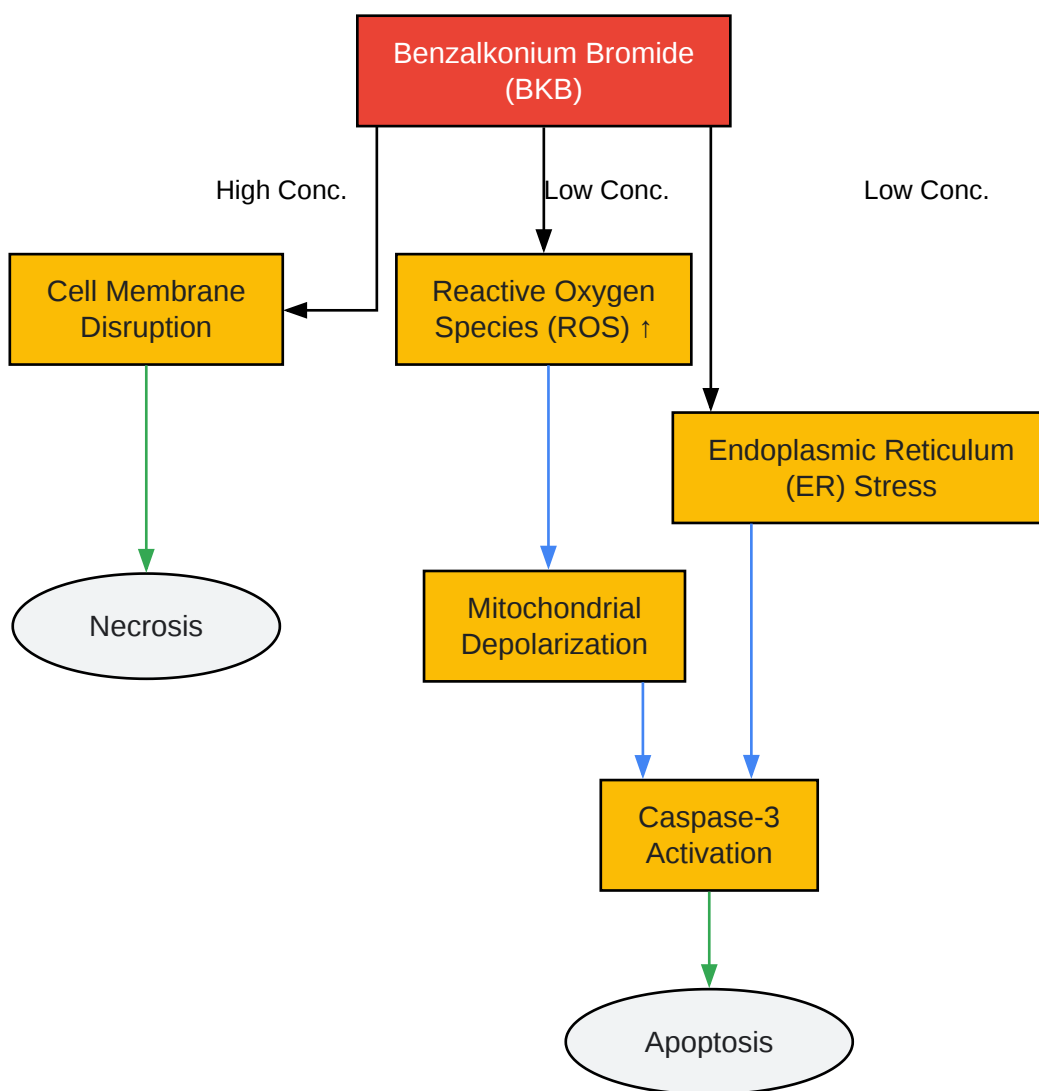 Benzalkonium Bromide
(BKB)
High Conc.
Low Conc.
Low Conc.
Cell Membrane
Disruption
Reactive Oxygen
Species (ROS) ↑
Endoplasmic Reticulum
(ER) Stress
Necrosis
Mitochondrial
Depolarization
Caspase-3
Activation
Apoptosis